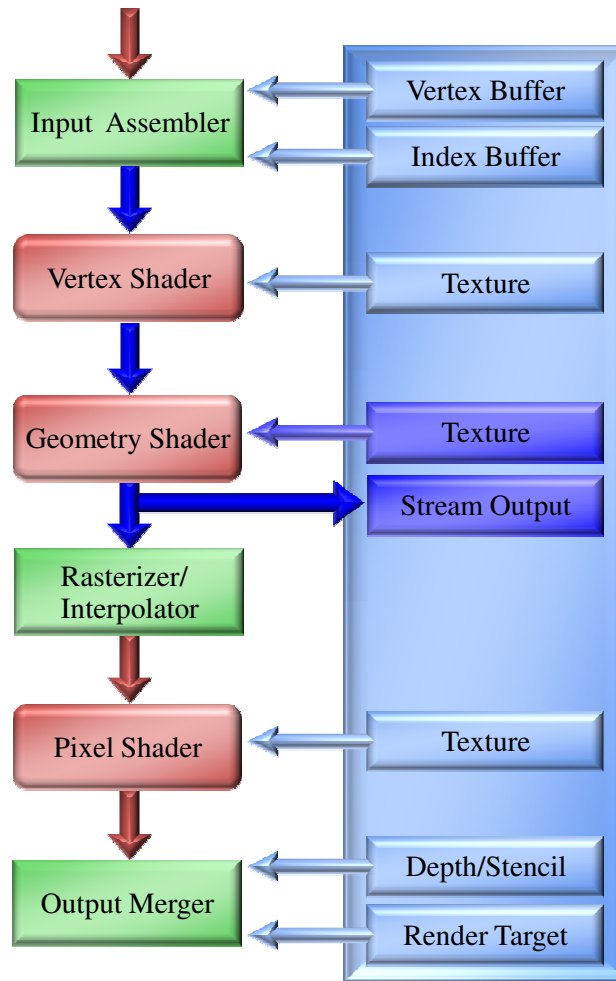 Input Assembler
Vertex Buffer
Index Buffer
Vertex Shader
Texture
Geometry Shader
Texture
Stream Output
Rasterizer/
Interpolator
Pixel Shader
Texture
Output Merger
Depth/Stencil
Render Target